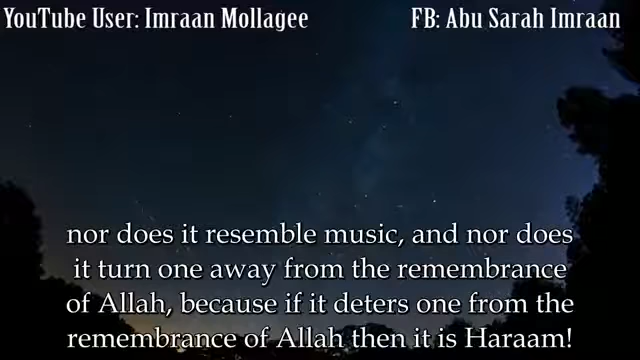 YouTube User: Imraan Mollagee
FB: Abu Sarah Imraan
nor does it resemble music, and nor does
it turn one away from the remembrance
of Allah, because if it deters one from the
remembrance of Allah then it is Haraam!